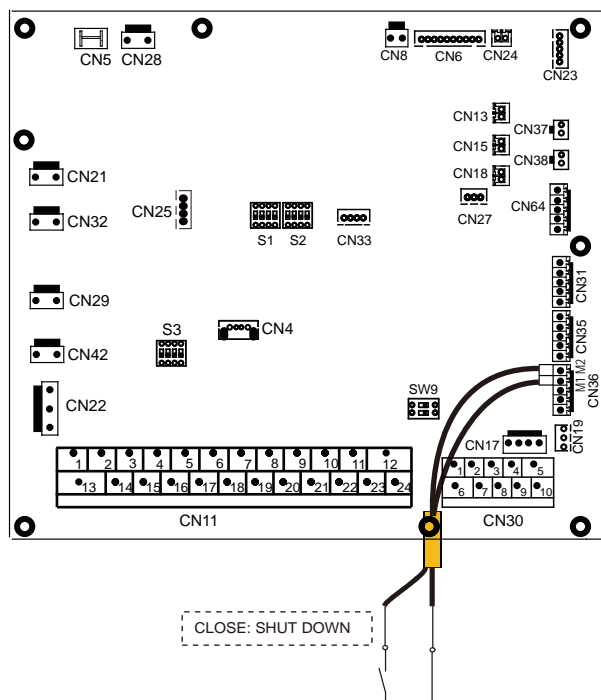 CN5 CN28 CN8 CN6 CN24 CN23
CN13
CN15
CN18
CN37
CN38
CN21
CN32
CN25
S1 S2 CN33 CN27 CN64
CN29
CN31
CN42
S3
CN4
CN35
CN22
SW9
M1 M2
CN36
CN17
CN19
1 2 3 4 5 6 7 8 9 10 11 12
13 14 15 16 17 18 19 20 21 22 23 24
CN11
1 2 3 4 5
6 7 8 9 10
CN30
CLOSE: SHUT DOWN